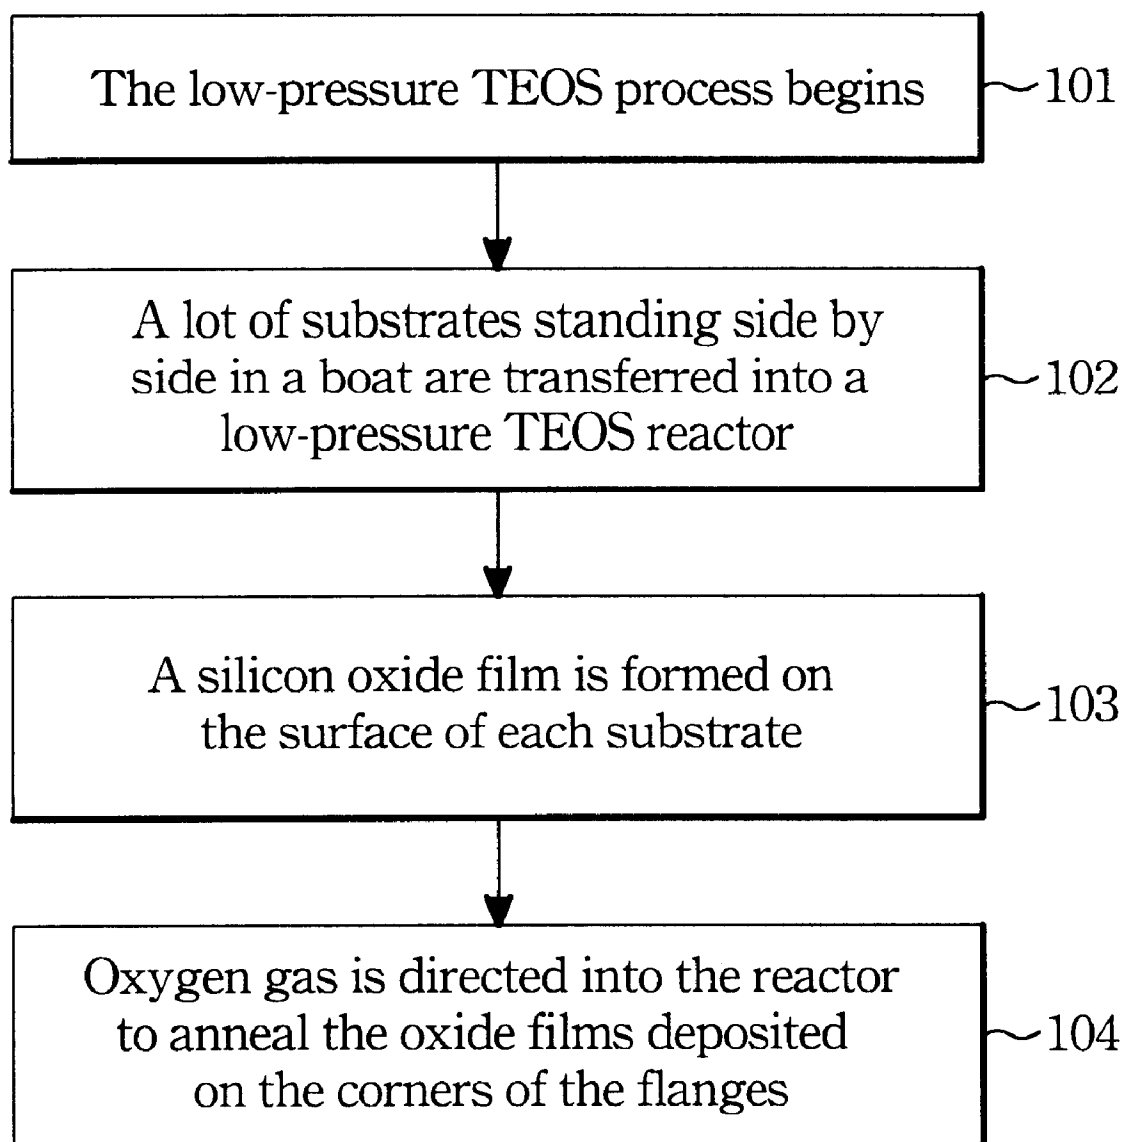 The low-pressure TEOS process begins
101
A lot of substrates standing side by
side in a boat are transferred into a
low-pressure TEOS reactor
102
A silicon oxide film is formed on
the surface of each substrate
103
Oxygen gas is directed into the reactor
to anneal the oxide films deposited
on the corners of the flanges
104